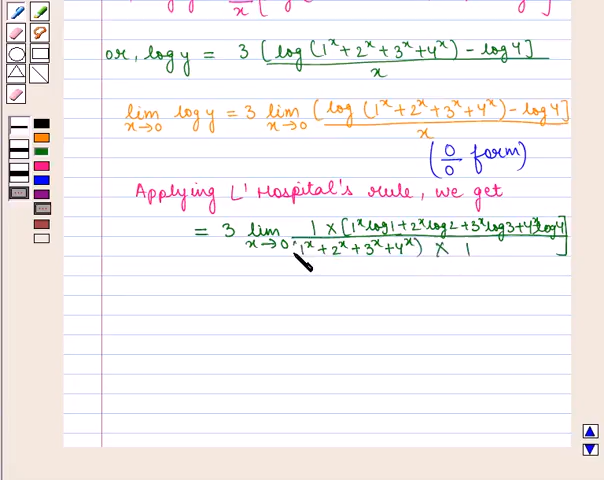 or, log y = 3 [log (1^x + 2^x + 3^x + 4^x) - log 4] / x
lim x→0 log y = 3 lim x→0 [log (1^x + 2^x + 3^x + 4^x) - log 4] / x
(0/0 form)
Applying L' Hospital's rule, we get
= 3 lim x→0 1 × [1^x log 1 + 2^x log 2 + 3^x log 3 + 4^x log 4] / (1^x + 2^x + 3^x + 4^x) × 1 ]